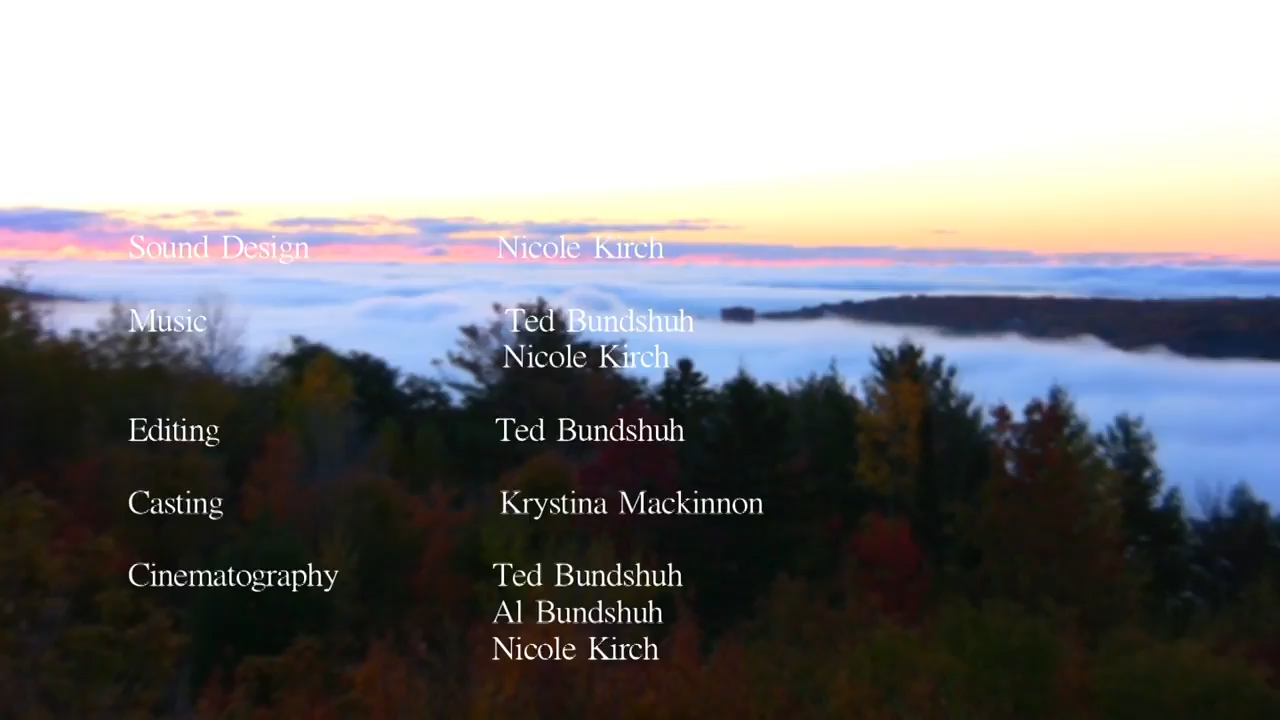 Sound Design Nicole Kirch
Music Ted Bundshuh
Nicole Kirch
Editing Ted Bundshuh
Casting Krystina Mackinnon
Cinematography Ted Bundshuh
Al Bundshuh
Nicole Kirch